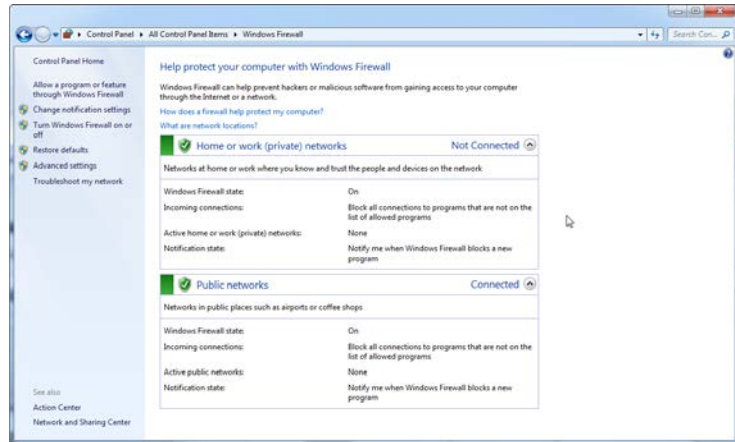 Control Panel ▸ All Control Panel Items ▸ Windows Firewall
Search Con...
Control Panel Home
Allow a program or feature
through Windows Firewall
Change notification settings
Turn Windows Firewall on or
off
Restore defaults
Advanced settings
Troubleshoot my network
See also
Action Center
Network and Sharing Center
Help protect your computer with Windows Firewall
Windows Firewall can help prevent hackers or malicious software from gaining access to your computer
through the Internet or a network.
How does a firewall help protect my computer?
What are network locations?
Home or work (private) networks Not Connected
Networks at home or work where you know and trust the people and devices on the network
Windows Firewall state: On
Incoming connections: Block all connections to programs that are not on the
list of allowed programs
Active home or work (private) networks: None
Notification state: Notify me when Windows Firewall blocks a new
program
Public networks Connected
Networks in public places such as airports or coffee shops
Windows Firewall state: On
Incoming connections: Block all connections to programs that are not on the
list of allowed programs
Active public networks: None
Notification state: Notify me when Windows Firewall blocks a new
program